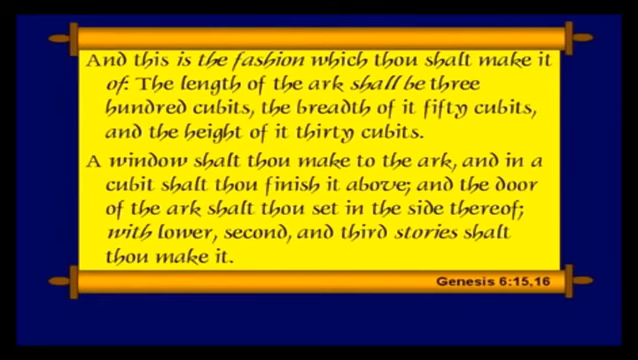 And this is the fashion which thou shalt make it
of: The length of the ark shall be three
hundred cubits, the breadth of it fifty cubits,
and the height of it thirty cubits.
A window shalt thou make to the ark, and in a
cubit shalt thou finish it above; and the door
of the ark shalt thou set in the side thereof;
with lower, second, and third stories shalt
thou make it.
Genesis 6:15,16